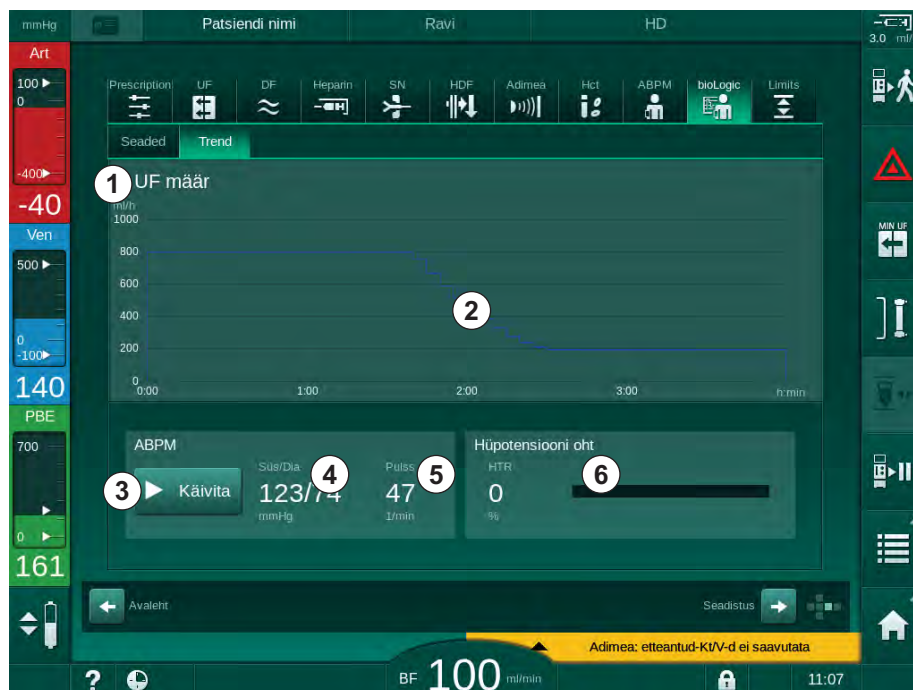 mmHg
Patsiendi nimi
Ravi
HD
3.0 ml/
Art
100
0
-400
-40
Ven
500
0
-100
140
PBE
700
0
161
Prescription
UF
DF
Heparin
SN
HDF
Adimea
Hct
ABPM
bioLogic
Limits
Seaded
Trend
1
UF määr
ml/h
1000
800
600
400
200
0
2
0:00
1:00
2:00
3:00
h:min
ABPM
3
Käivita
Süs/Dia
4
123/74
mmHg
Pulss
5
47
1/min
Hüpotensiooni oht
HTR
6
0
%
MIN UF
Avaleht
Seadistus
Adimea: etteantud-Kt/V-d ei saavutata
?
BF 100 ml/min
11:07